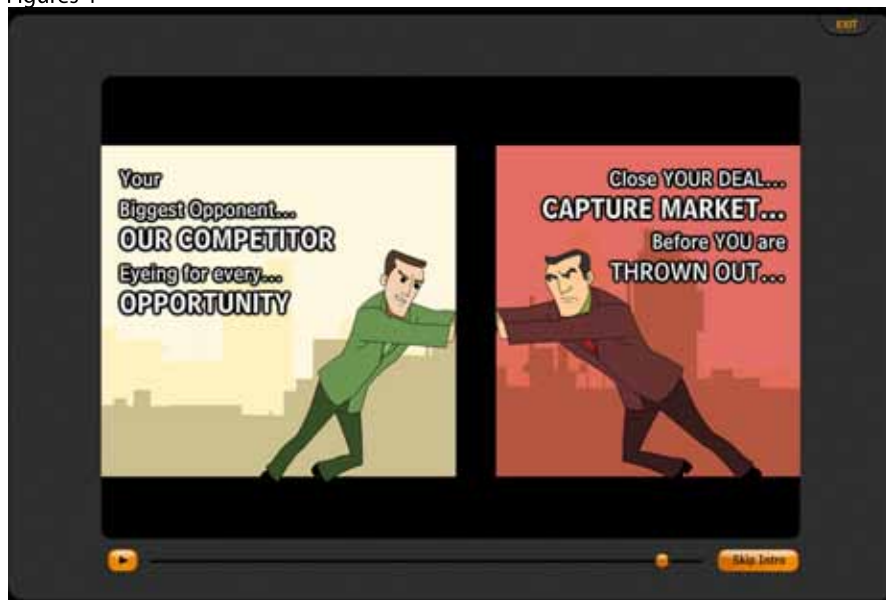 Figures 1
EXIT
Your
Biggest Opponent...
OUR COMPETITOR
Eyeing for every...
OPPORTUNITY
Close YOUR DEAL...
CAPTURE MARKET...
Before YOU are
THROWN OUT...
Skip Intro